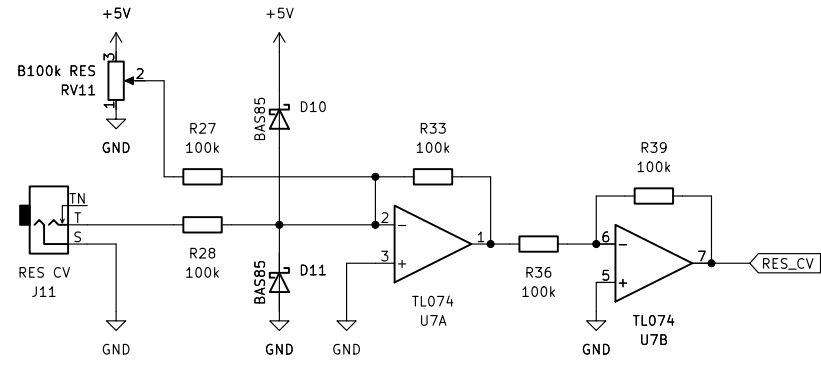 +5V
+5V
3
B100k RES
RV11
2
1
GND
BAS85
D10
R27
100k
R33
100k
R39
100k
TN
T
S
RES CV
J11
GND
R28
100k
BAS85
D11
GND
2
3
1
−
+
GND
TL074
U7A
R36
100k
6
5
7
−
+
GND
TL074
U7B
RES_CV